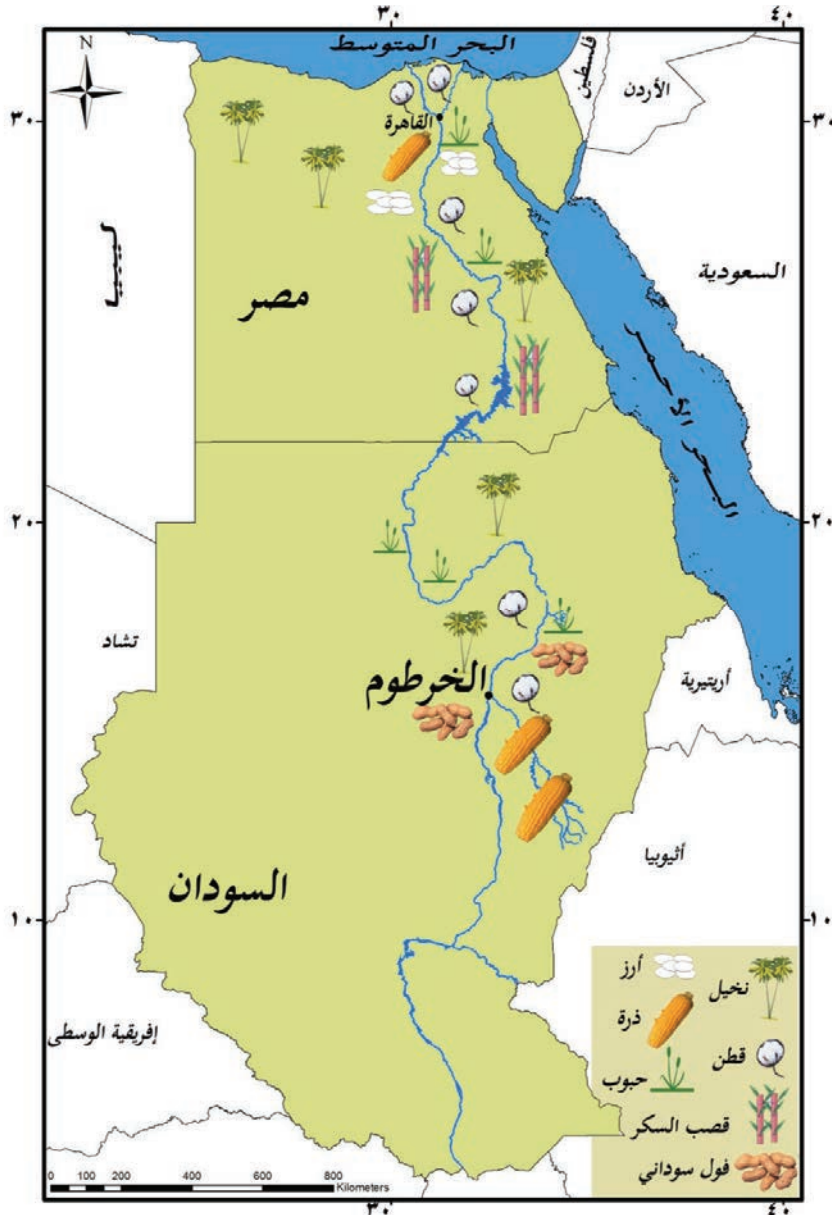 ٣٠ ٤٠
N
البحر المتوسط
فلسطين
الأردن
٣٠ ٣٠
القاهرة
ليبيا
مصر
السعودية
البحر الاحمر
٢٠ ٢٠
تشاد
الخرطوم
أريتيرية
السودان
أثيوبيا
١٠ ١٠
إفريقية الوسطى
نخيل
أرز
ذرة
قطن
حبوب
قصب السكر
فول سوداني
0 100 200 400 600 800
Kilometers
٣٠ ٤٠